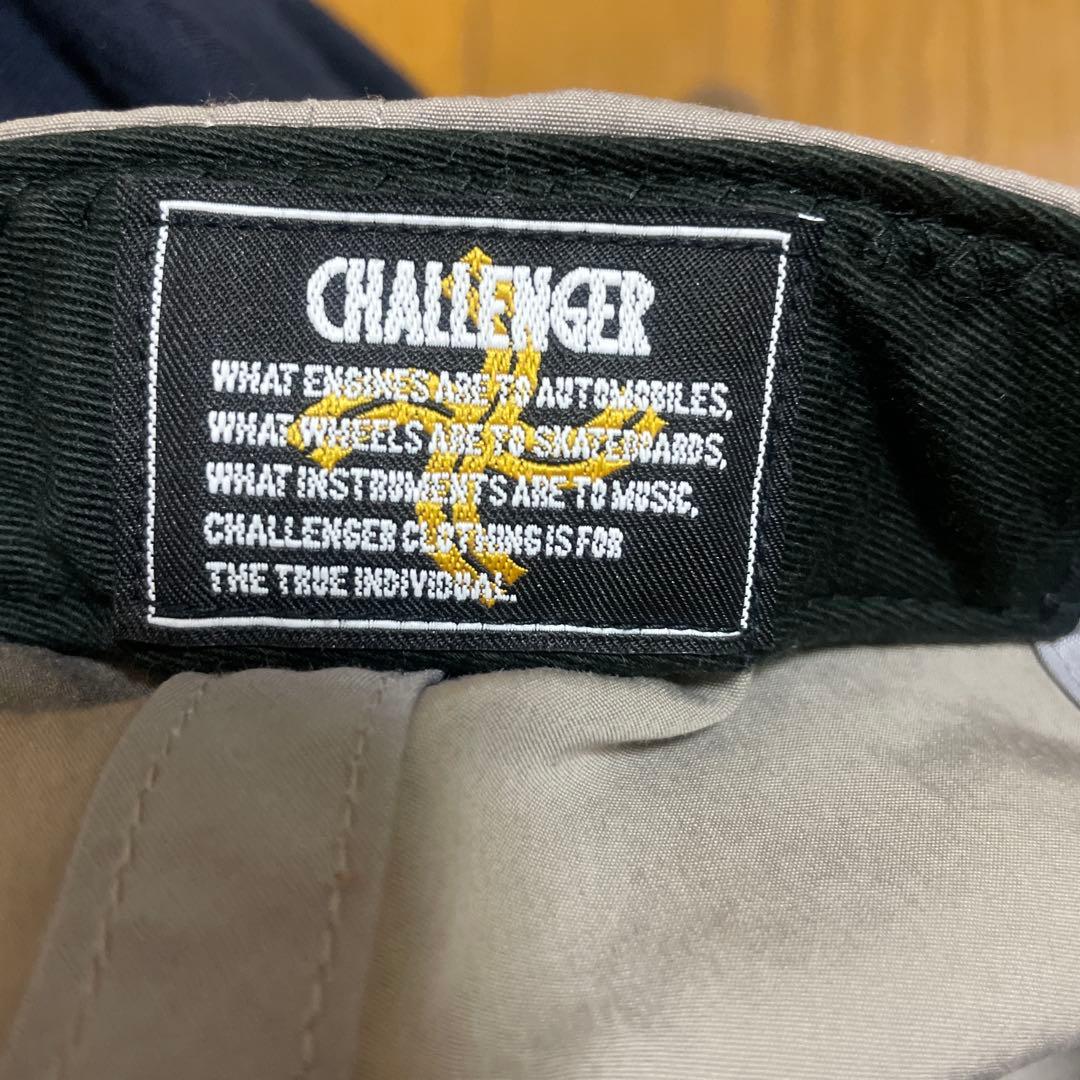 CHALLENGER
WHAT ENGINES ARE TO AUTOMOBILES,
WHAT WHEELS ARE TO SKATEBOARDS,
WHAT INSTRUMENTS ARE TO MUSIC,
CHALLENGER CLOTHING IS FOR
THE TRUE INDIVIDUAL.